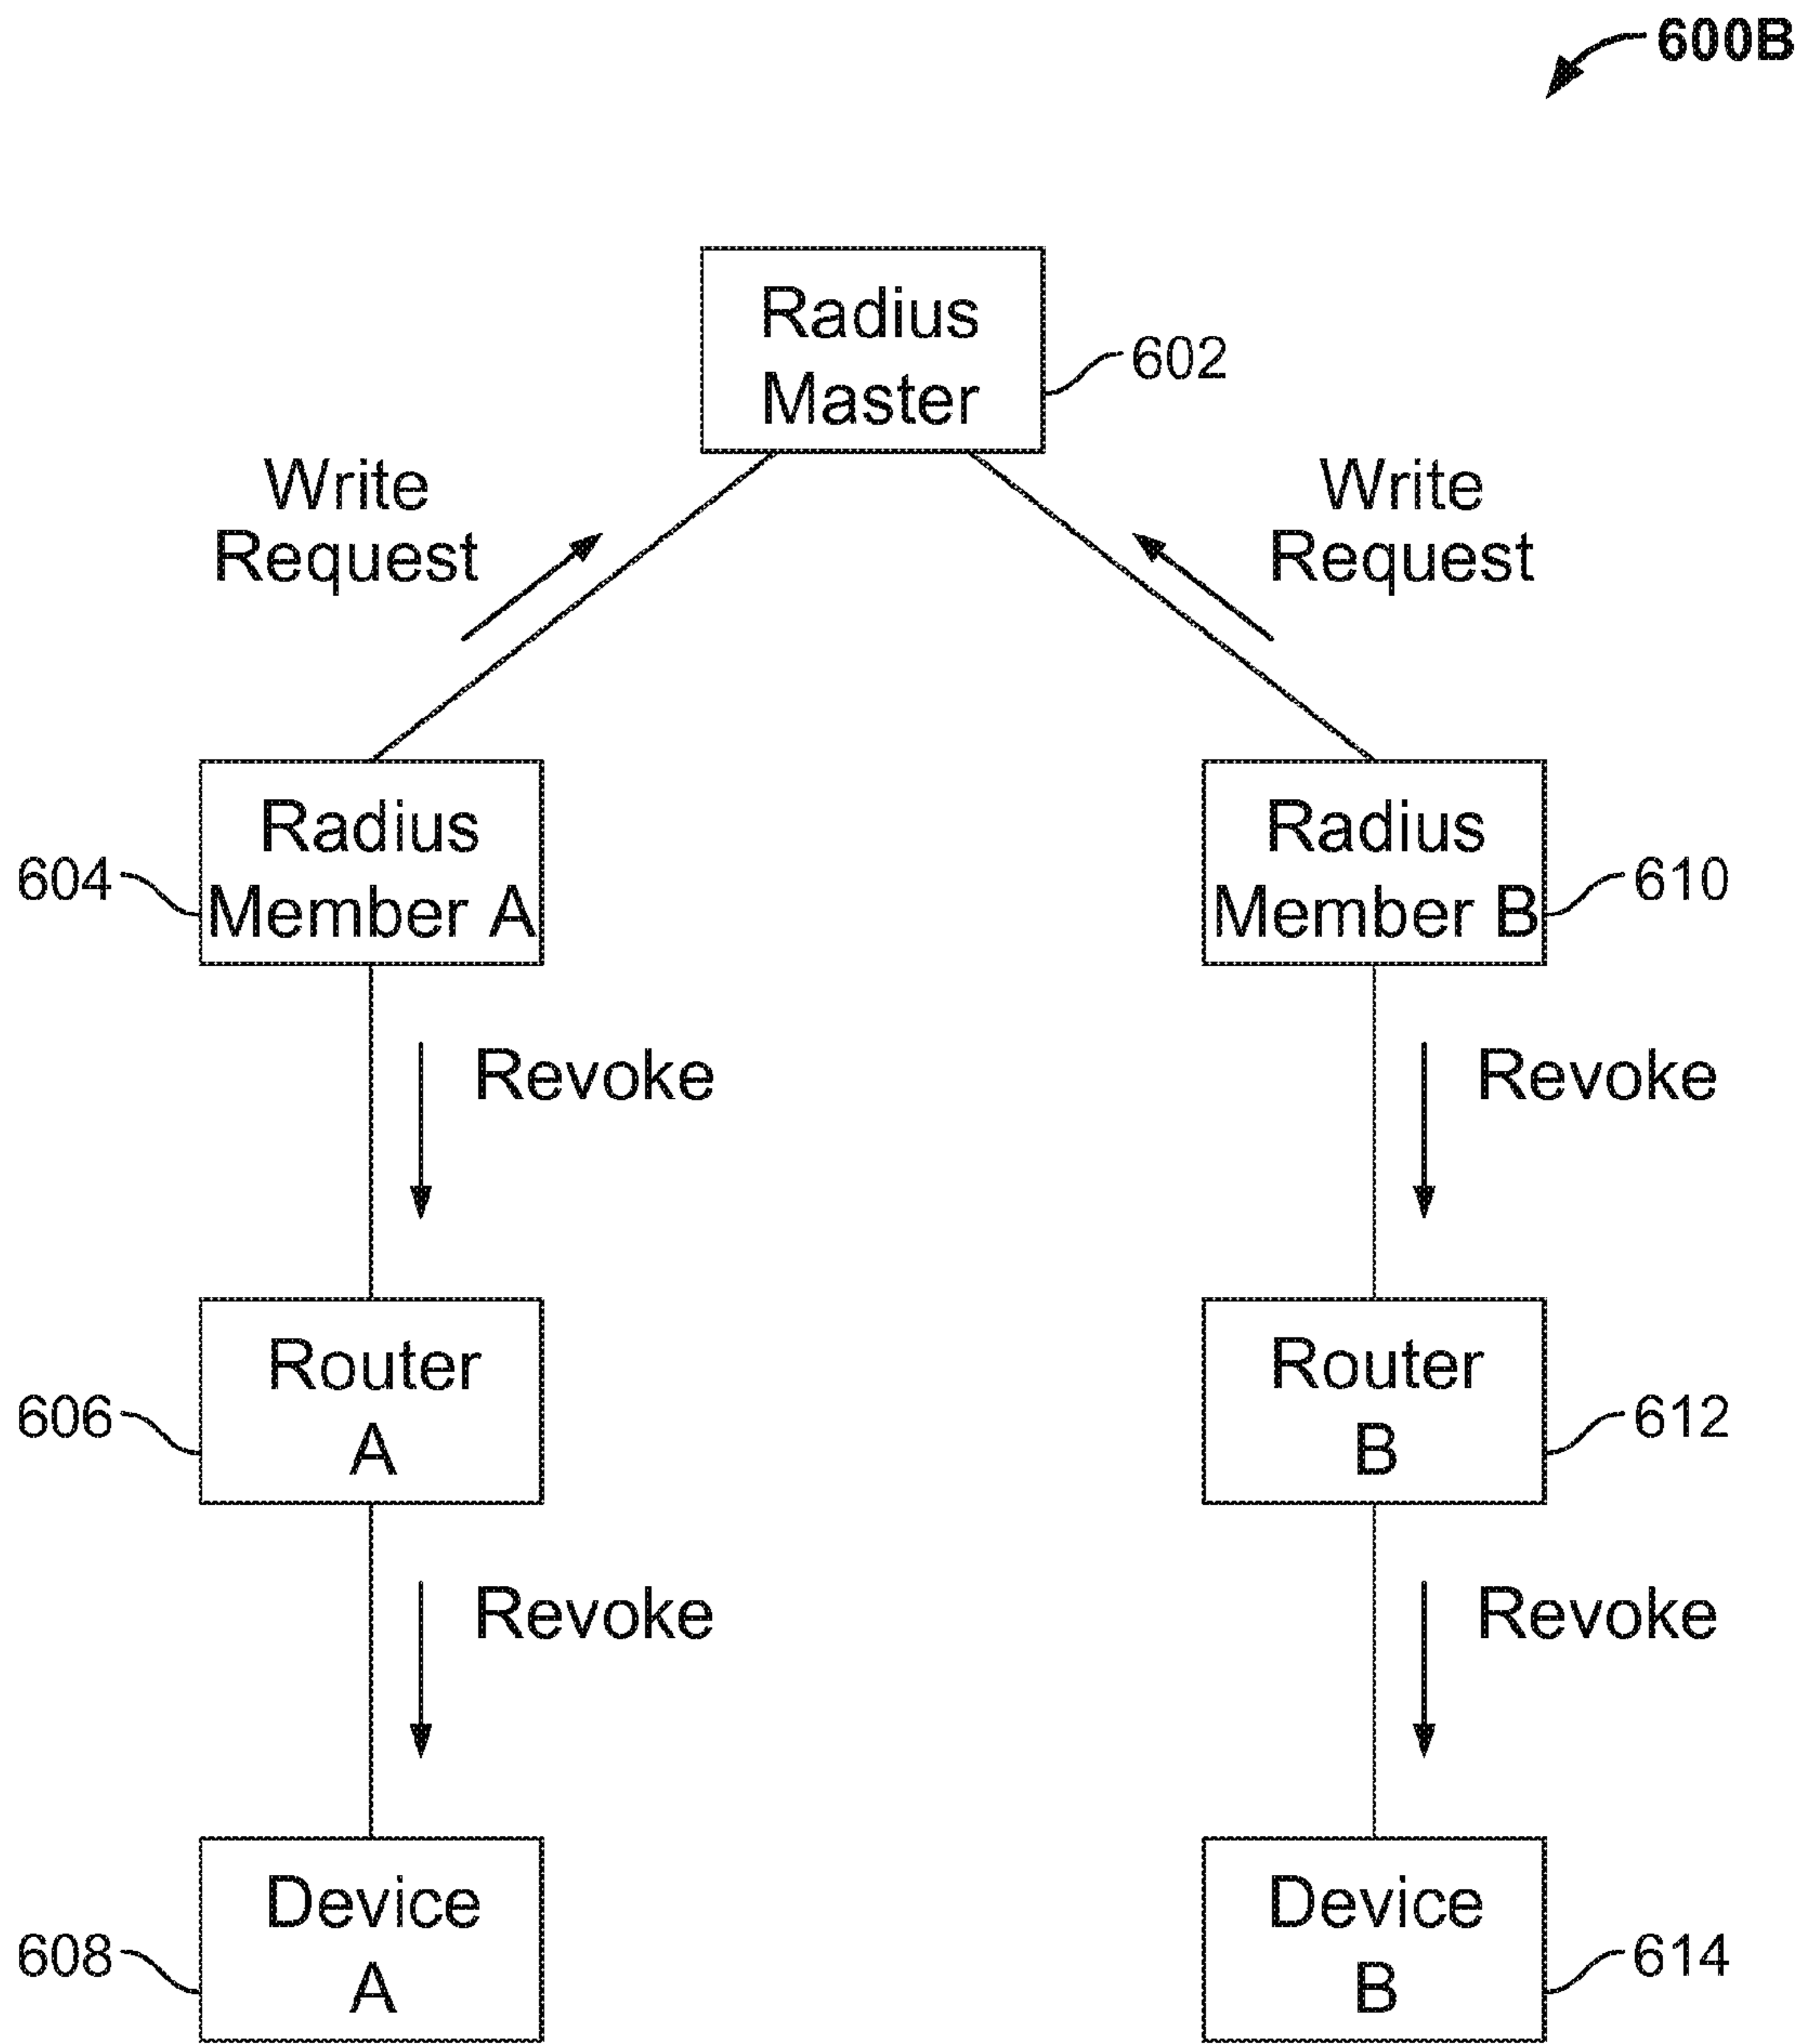 600B
Radius
Master
602
Write
Request
Write
Request
Radius
Member A
604
Radius
Member B
610
Revoke
Revoke
Router
A
606
Router
B
612
Revoke
Revoke
Device
A
608
Device
B
614